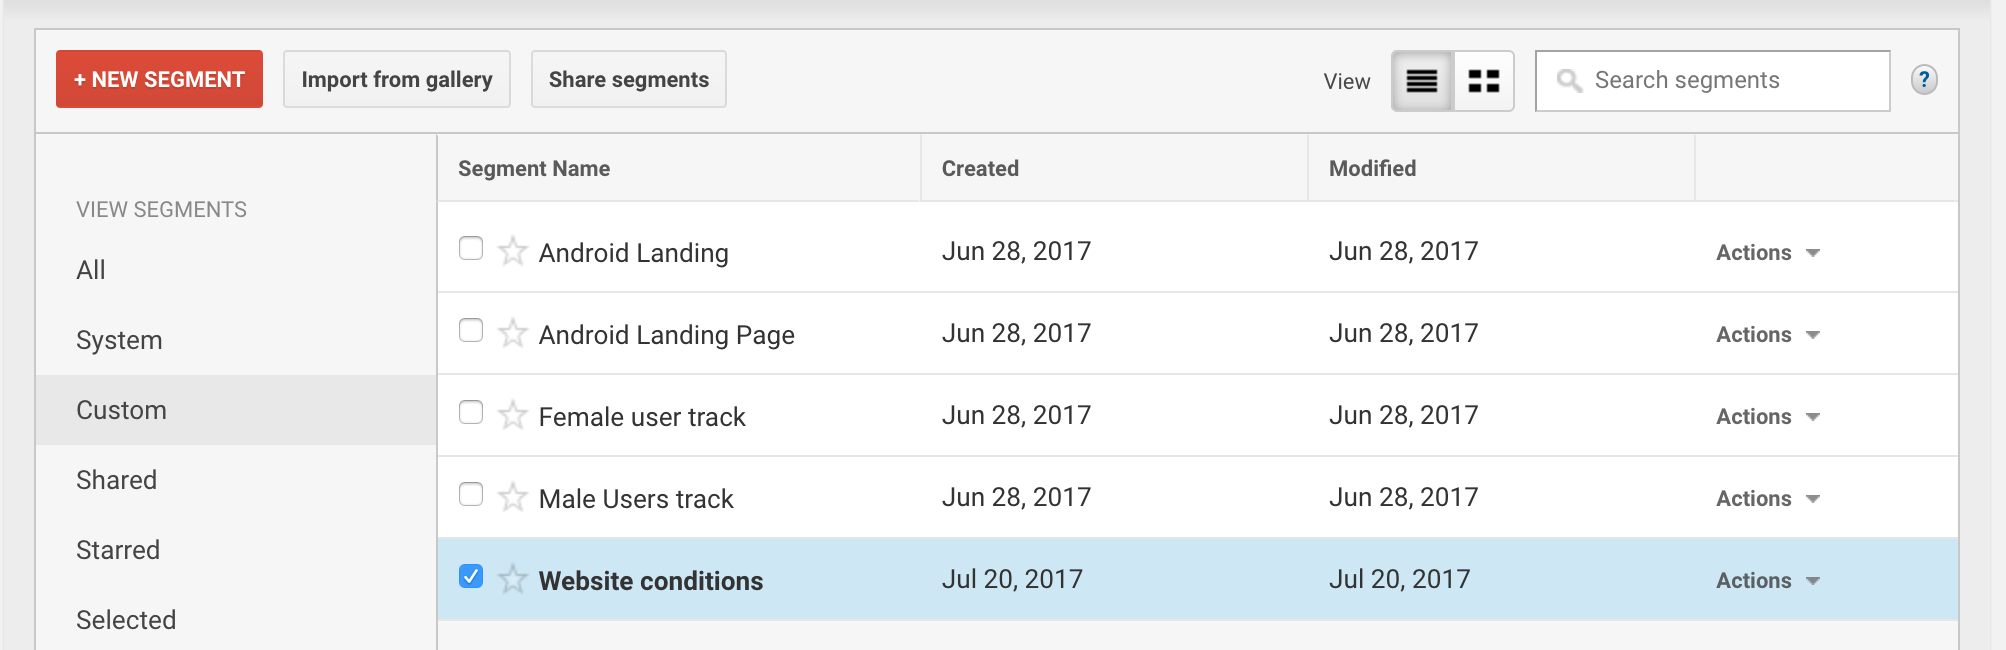 + NEW SEGMENT Import from gallery Share segments View Search segments ?
VIEW SEGMENTS
All
System
Custom
Shared
Starred
Selected
Segment Name Created Modified
Android Landing Jun 28, 2017 Jun 28, 2017 Actions
Android Landing Page Jun 28, 2017 Jun 28, 2017 Actions
Female user track Jun 28, 2017 Jun 28, 2017 Actions
Male Users track Jun 28, 2017 Jun 28, 2017 Actions
Website conditions Jul 20, 2017 Jul 20, 2017 Actions